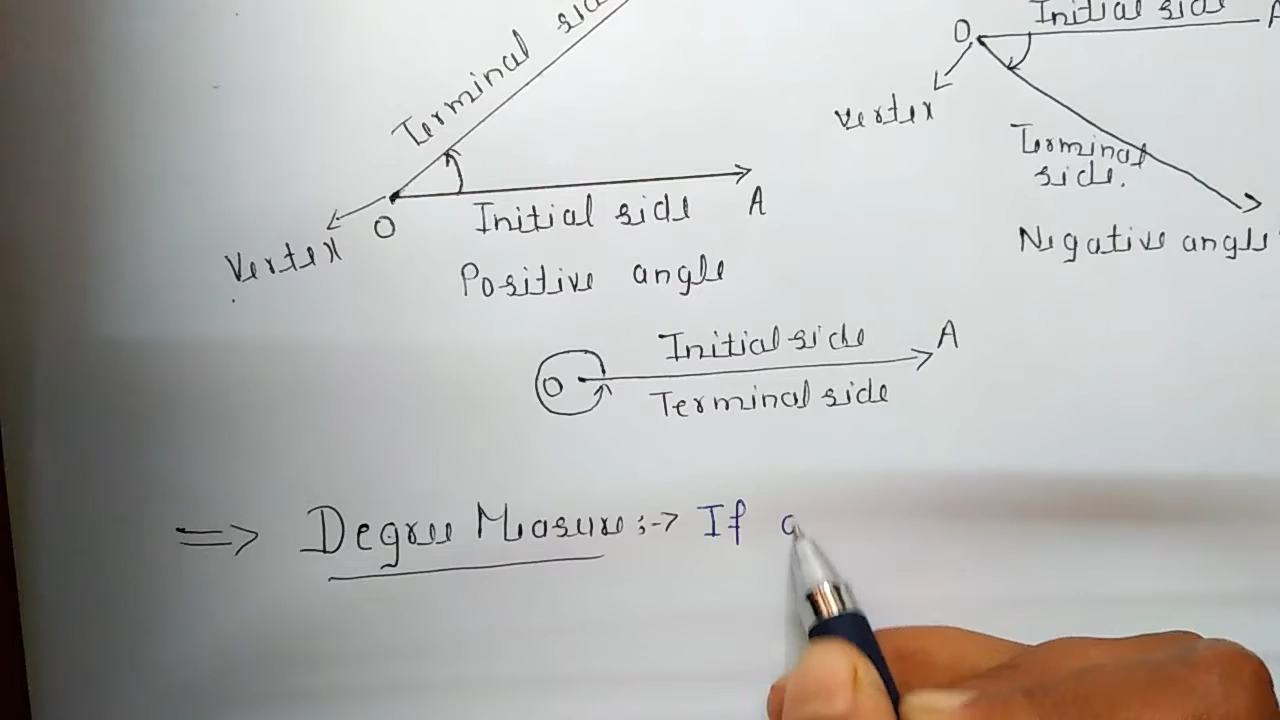 Terminal side
Vertex O Initial side A
Positive angle
Initial side A
O
Vertex
Terminal
side.
Negative angle
Initial side A
O
Terminal side
=> Degree Measure :-> If a